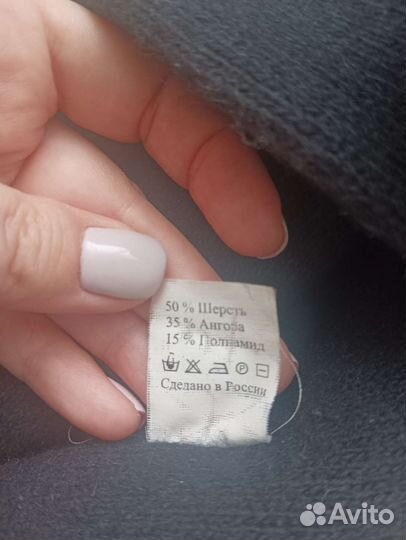 50 % Шерсть
35 % Ангора
15 % Полиамид
Сделано в России
Avito